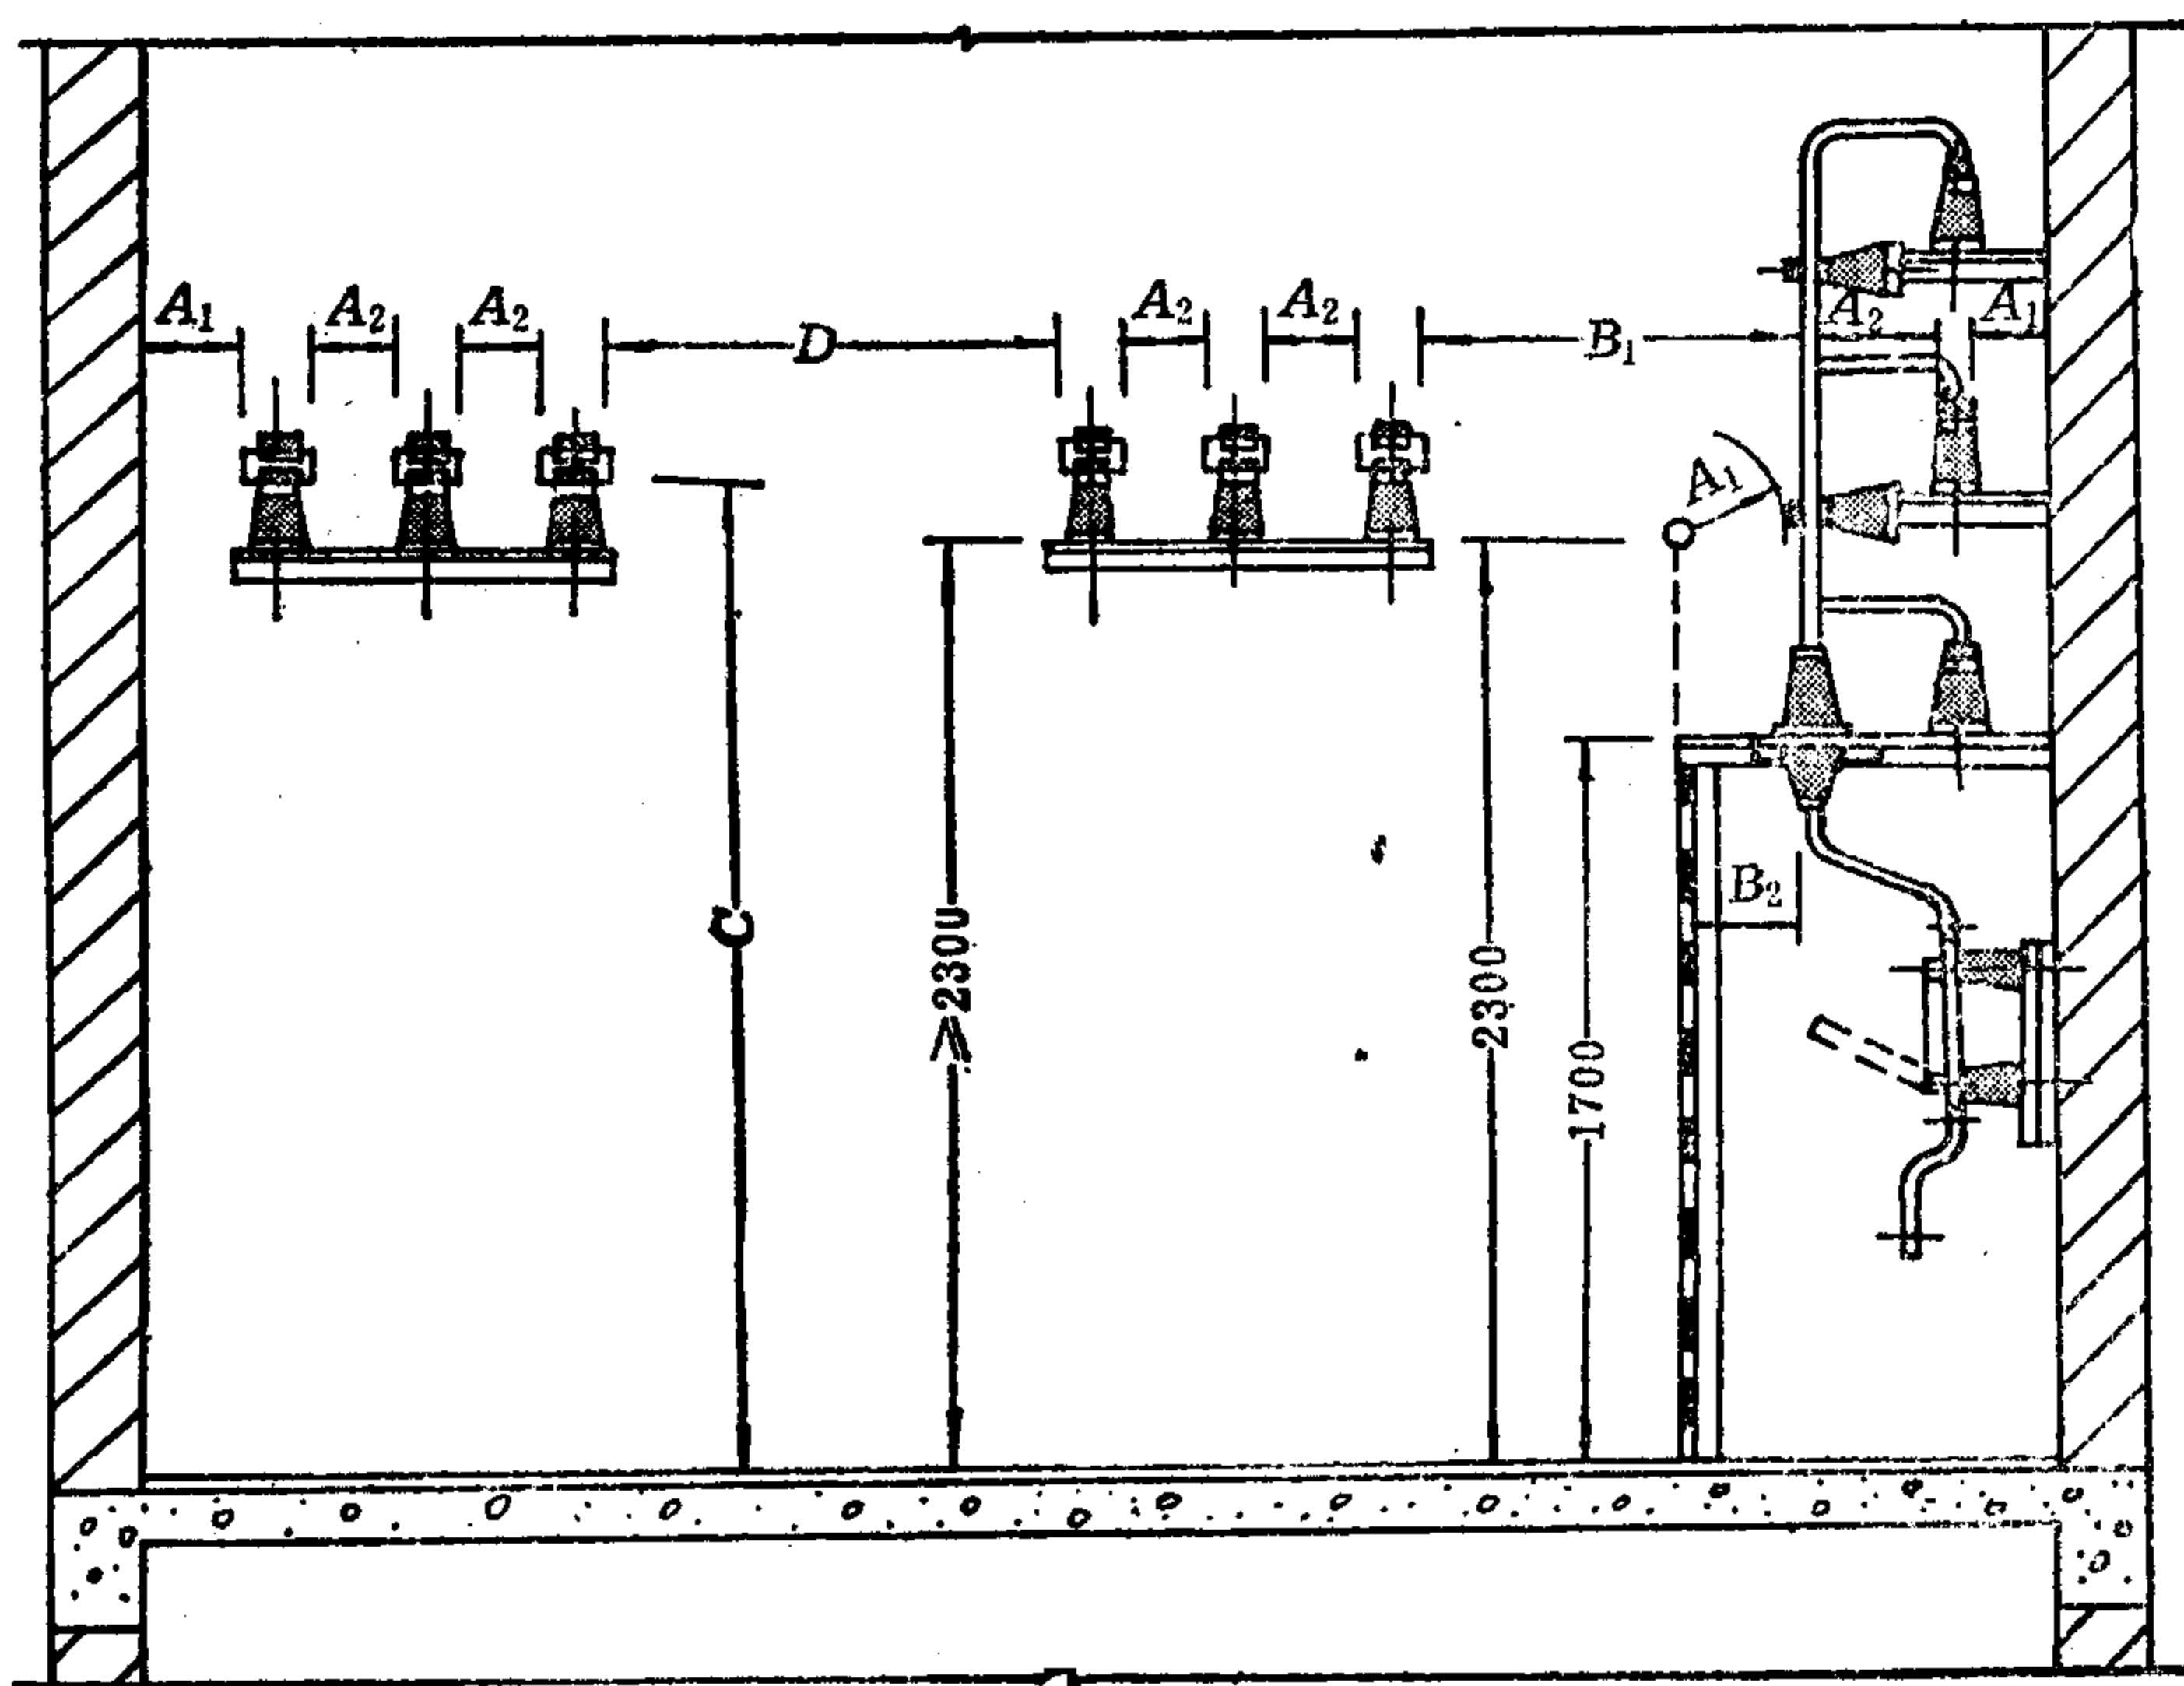 A₁ A₂ A₂ D A₂ A₂ B₁ A₂ A₁
A₁
B₂
C
≥2300
2300
1700